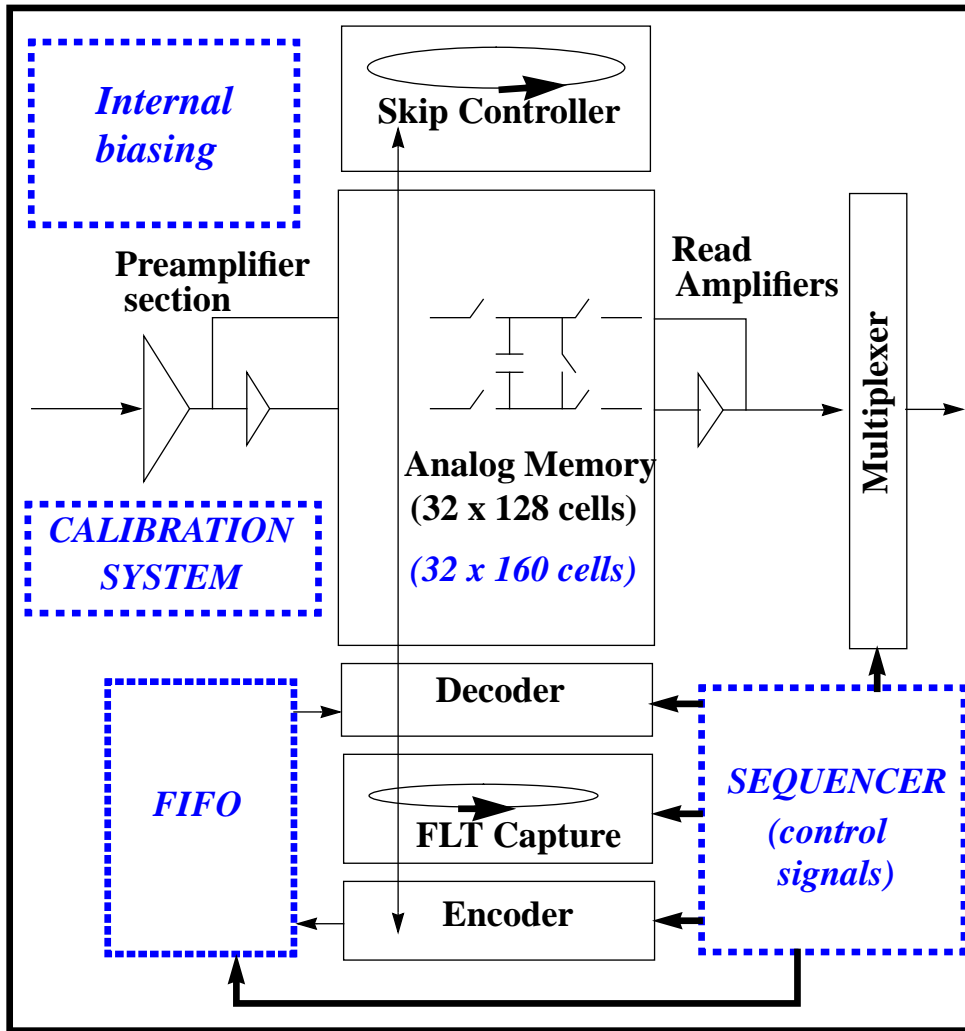 Internal
biasing
Skip Controller
Preamplifier
section
Read
Amplifiers
Multiplexer
Analog Memory
(32 x 128 cells)
(32 x 160 cells)
CALIBRATION
SYSTEM
Decoder
FIFO
FLT Capture
SEQUENCER
(control
signals)
Encoder